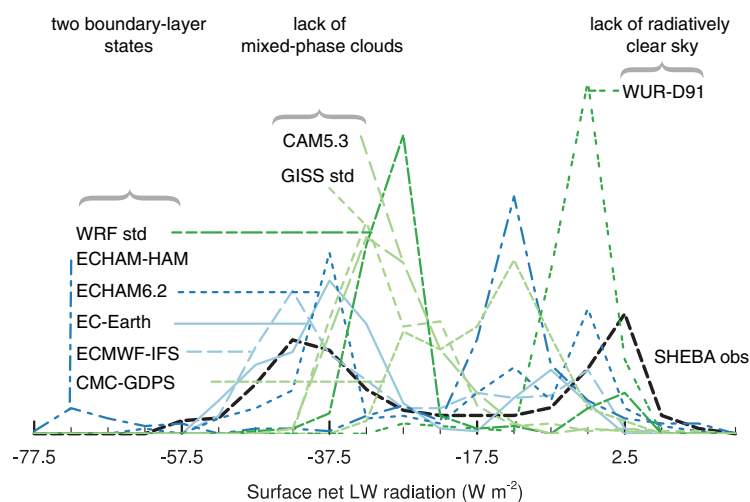 two boundary-layer
states
lack of
mixed-phase clouds
lack of radiatively
clear sky
WUR-D91
CAM5.3
GISS std
WRF std
ECHAM-HAM
ECHAM6.2
EC-Earth
ECMWF-IFS
CMC-GDPS
SHEBA obs
-77.5 -57.5 -37.5 -17.5 2.5
Surface net LW radiation (W m⁻²)